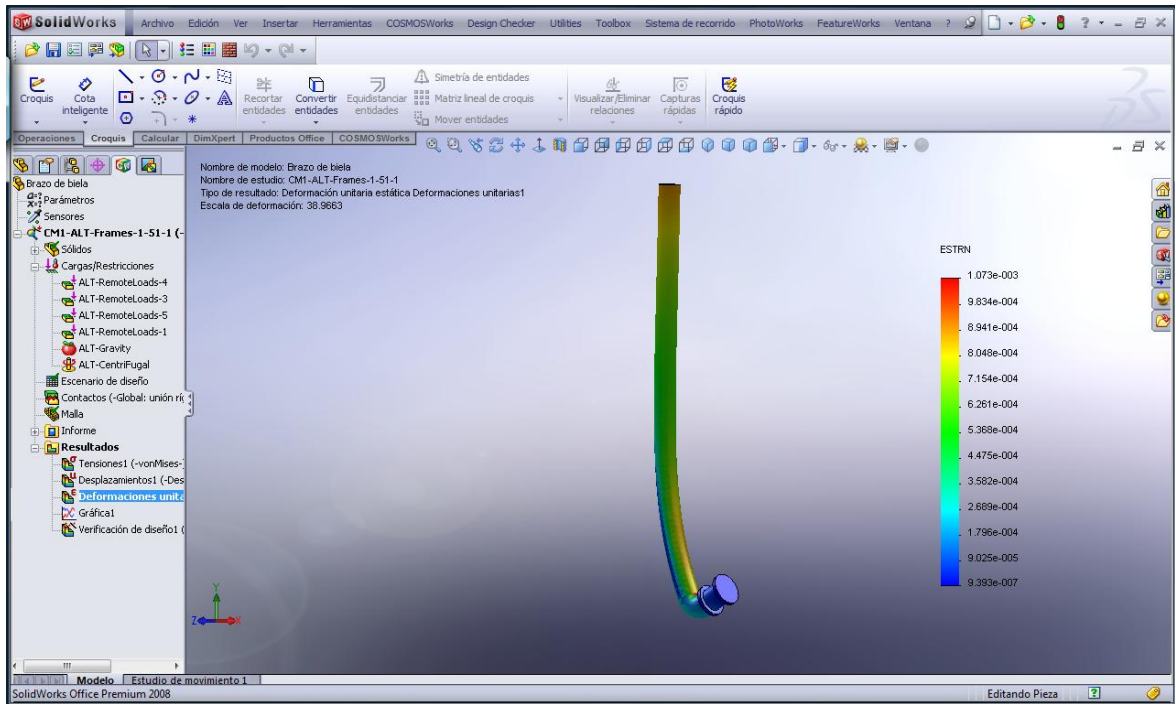 SolidWorks Archivo Edición Ver Insertar Herramientas COSMOSWorks Design Checker Utilities Toolbox Sistema de recorrido PhotoWorks FeatureWorks Ventana ?
Croquis Cota inteligente Recortar entidades Convertir entidades Equidistanciar entidades Simetría de entidades Matriz lineal de croquis Mover entidades Visualizar/Eliminar relaciones Capturas rápidas Croquis rápido
Operaciones Croquis Calcular DimXpert Productos Office COSMOSWorks
Nombre de modelo: Brazo de biela
Nombre de estudio: CM1-ALT-Frames-1-51-1
Tipo de resultado: Deformación unitaria estática Deformaciones unitarias1
Escala de deformación: 38.9663
Brazo de biela
Parámetros
Sensores
CM1-ALT-Frames-1-51-1 (-
Sólidos
Cargas/Restricciones
ALT-RemoteLoads-4
ALT-RemoteLoads-3
ALT-RemoteLoads-5
ALT-RemoteLoads-1
ALT-Gravity
ALT-CentriFugal
Escenario de diseño
Contactos (-Global: unión ríg
Malla
Informe
Resultados
Tensiones1 (-vonMises-)
Desplazamientos1 (-Des
Deformaciones unita
Gráfica1
Verificación de diseño1 (
ESTRN
1.073e-003
9.834e-004
8.941e-004
8.048e-004
7.154e-004
6.261e-004
5.368e-004
4.475e-004
3.582e-004
2.689e-004
1.796e-004
9.025e-005
9.393e-007
Y
Z X
Modelo Estudio de movimiento 1
SolidWorks Office Premium 2008 Editando Pieza